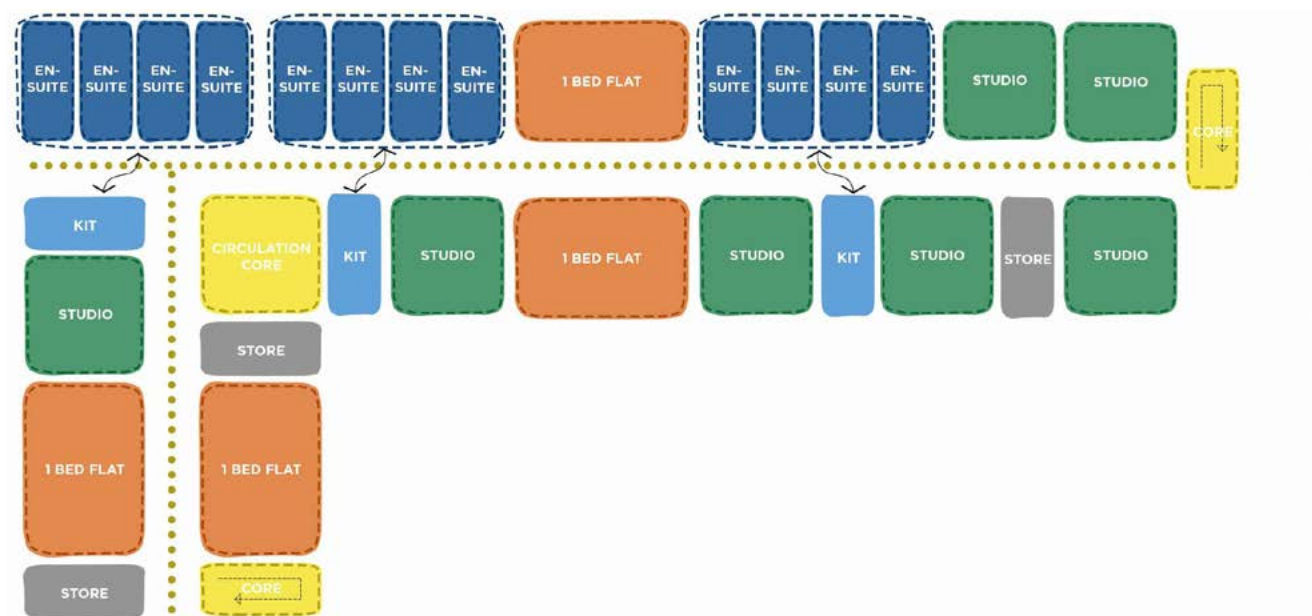 EN-
SUITE
EN-
SUITE
EN-
SUITE
EN-
SUITE
EN-
SUITE
EN-
SUITE
EN-
SUITE
EN-
SUITE
1 BED FLAT
EN-
SUITE
EN-
SUITE
EN-
SUITE
EN-
SUITE
STUDIO
STUDIO
CORE
KIT
CIRCULATION
CORE
KIT
STUDIO
1 BED FLAT
STUDIO
KIT
STUDIO
STORE
STUDIO
STUDIO
STORE
1 BED FLAT
1 BED FLAT
STORE
CORE